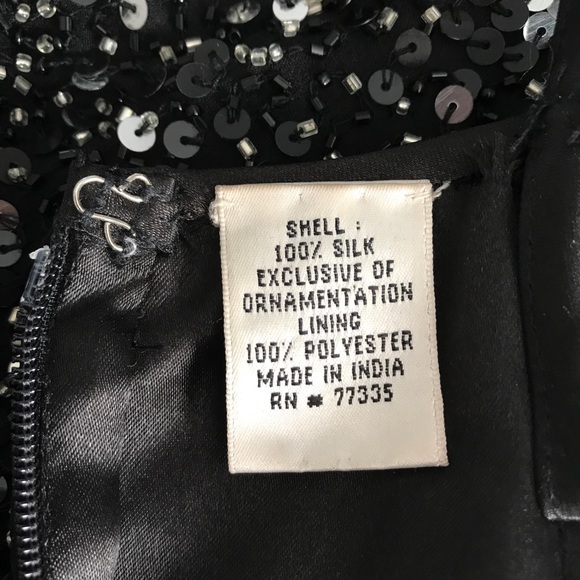 SHELL :
100% SILK
EXCLUSIVE OF
ORNAMENTATION
LINING
100% POLYESTER
MADE IN INDIA
RN # 77335